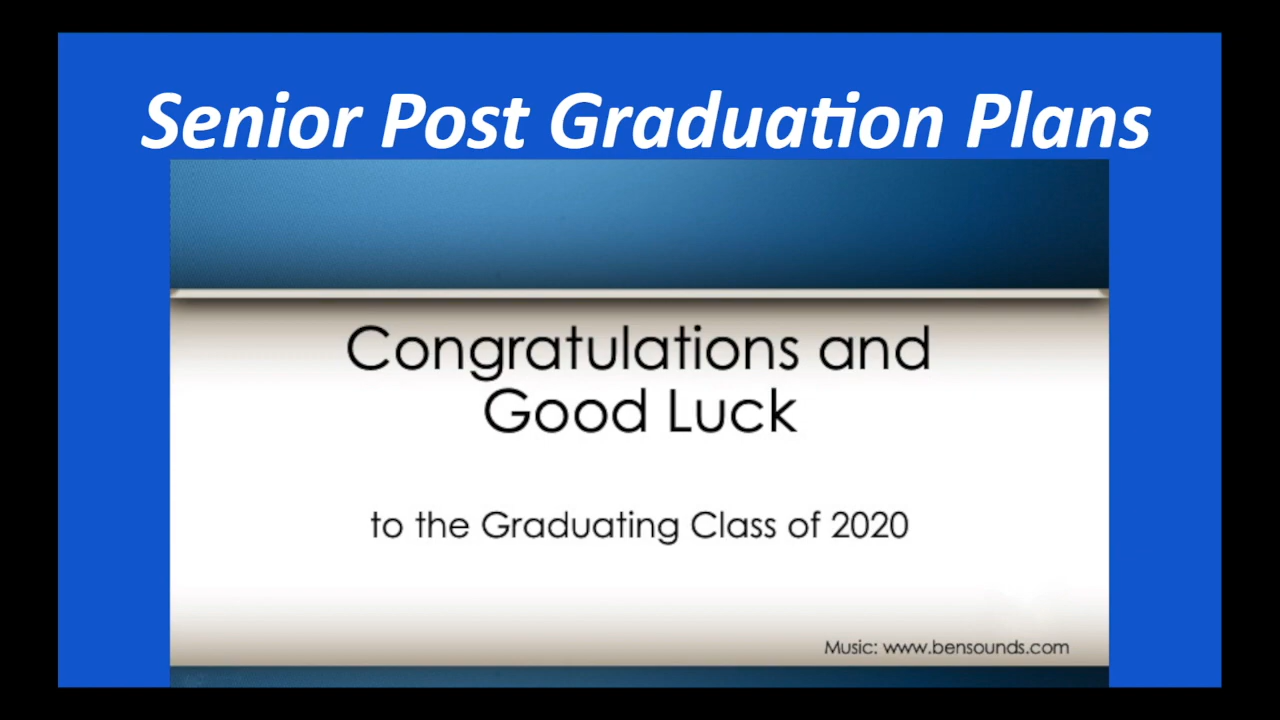 Senior Post Graduation Plans
Congratulations and
Good Luck
to the Graduating Class of 2020
Music: www.bensounds.com